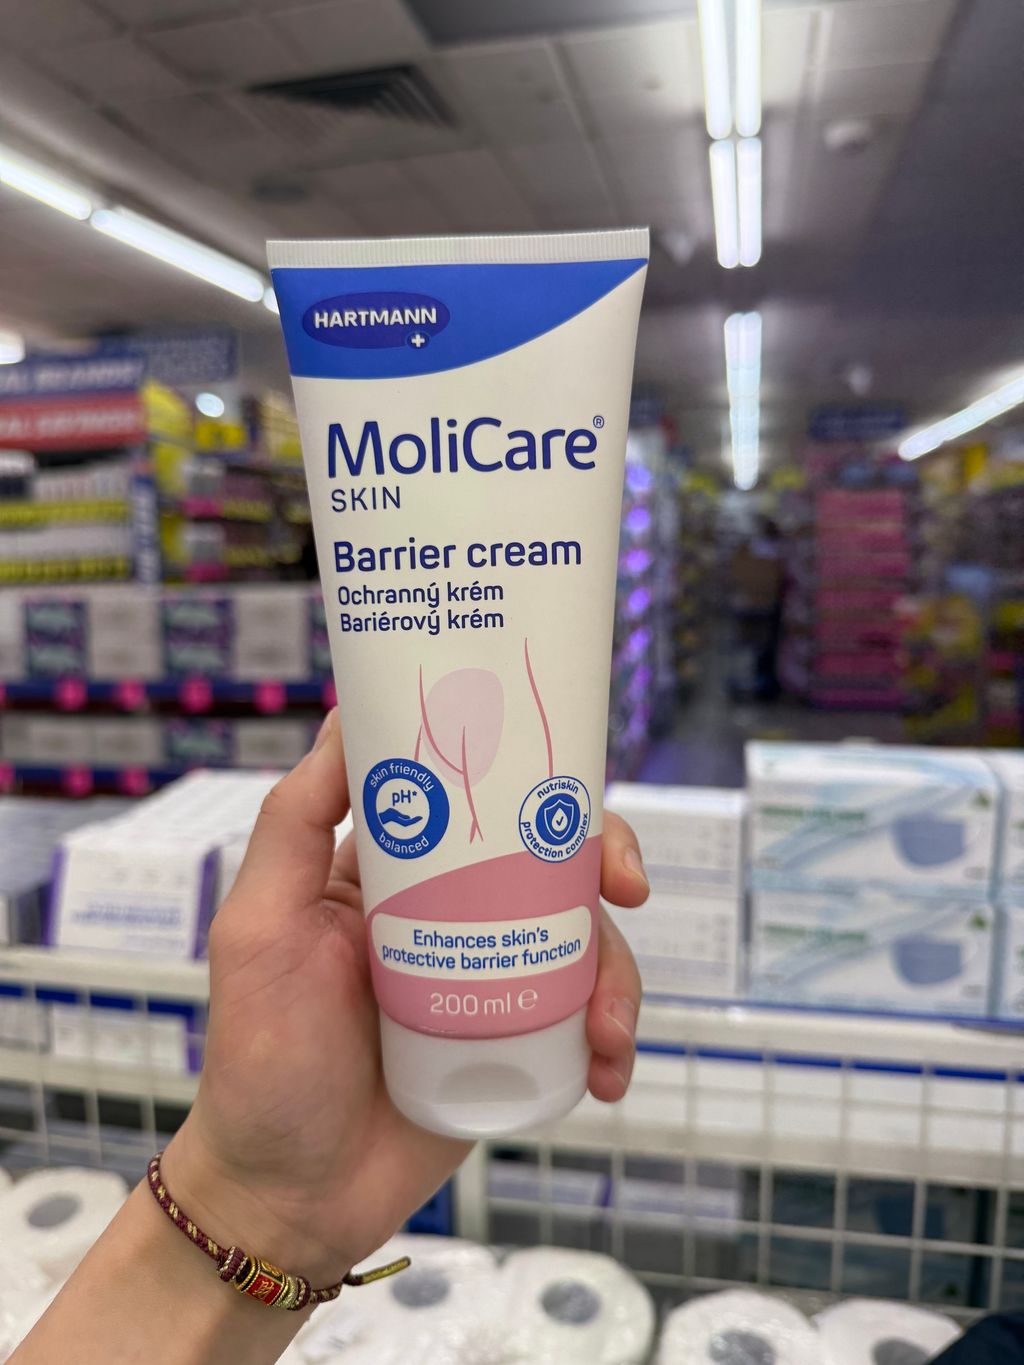 HARTMANN
MoliCare®
SKIN
Barrier cream
Ochranný krém
Bariérový krém
skin friendly
pH*
balanced
nutriskin
protection complex
Enhances skin's
protective barrier function
200 ml ℮